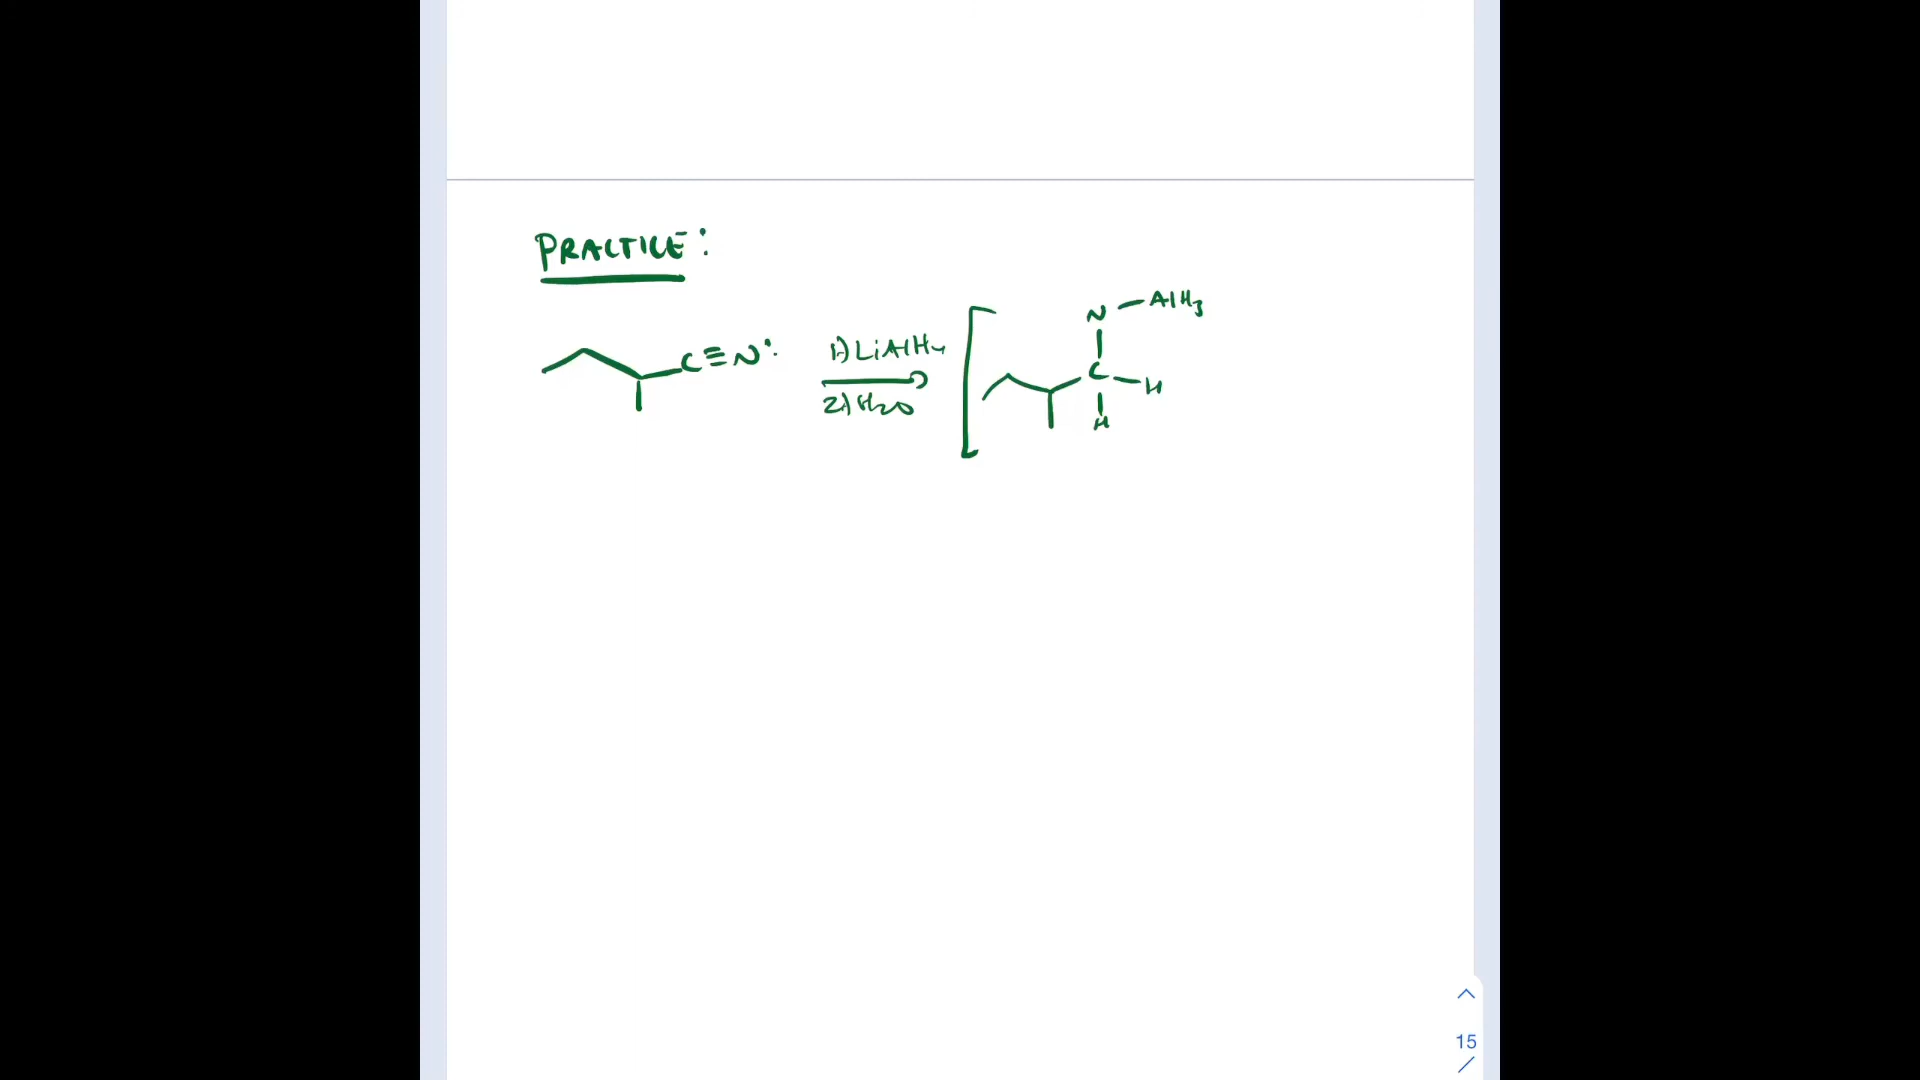 PRACTICE:
C≡N:
1) LiAlH4
2) H2O
N — AlH3
C — H
H
15